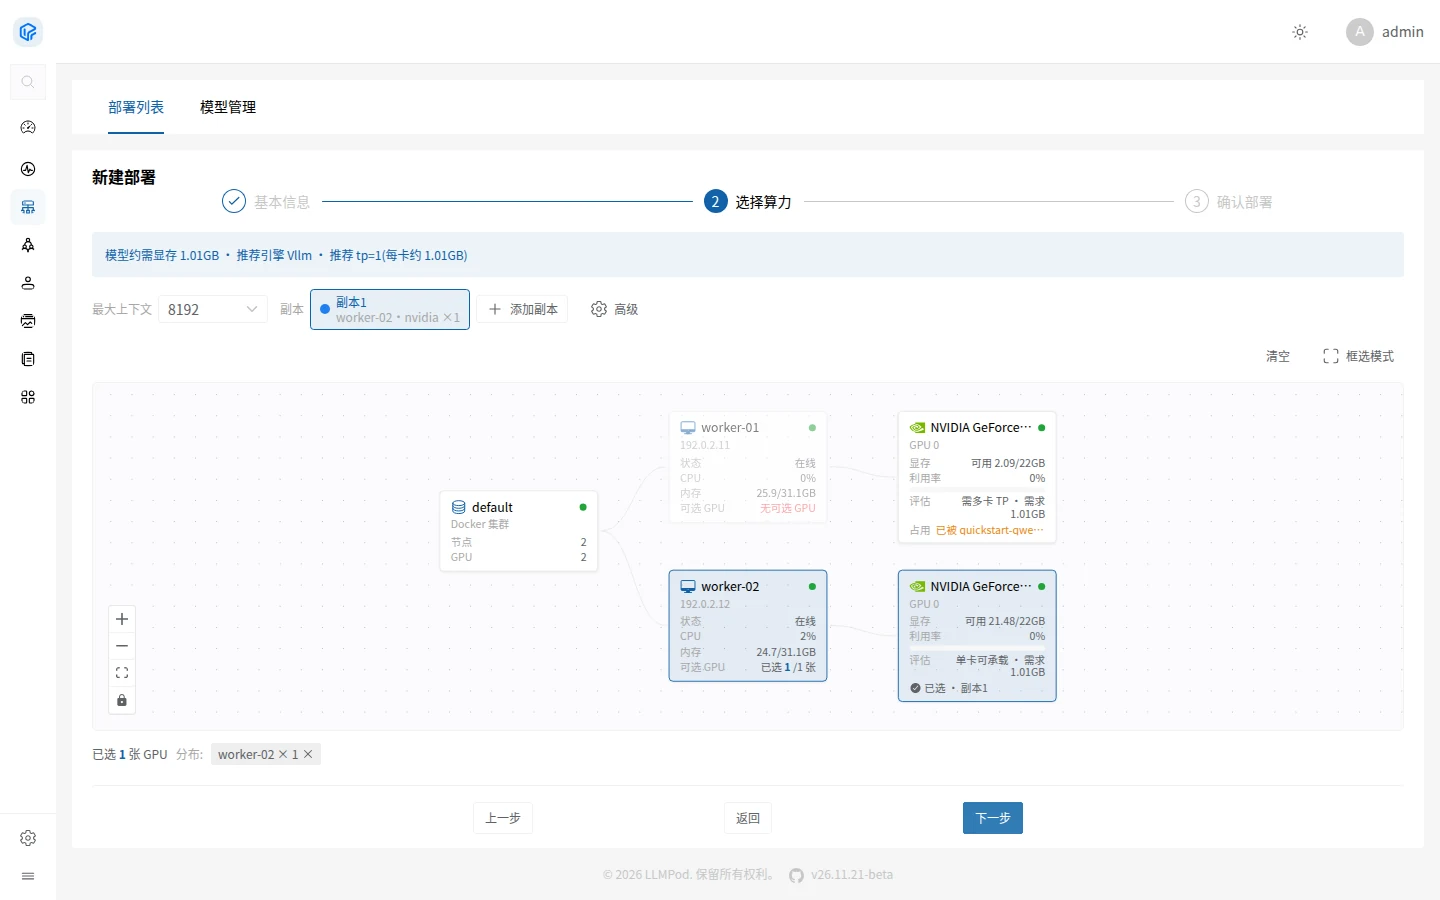 A admin
部署列表 模型管理
新建部署
基本信息 2 选择算力 3 确认部署
模型约需显存 1.01GB • 推荐引擎 Vllm • 推荐 tp=1(每卡约 1.01GB)
最大上下文 8192 副本 副本1 添加副本 高级
worker-02 • nvidia ×1
清空 框选模式
worker-01
192.0.2.11
状态 在线
CPU 0%
内存 25.9/31.1GB
可选 GPU 无可选 GPU
NVIDIA GeForce···
GPU 0
显存 可用 2.09/22GB
利用率 0%
评估 需多卡 TP • 需求
1.01GB
占用 已被 quickstart-qwe···
default
Docker 集群
节点 2
GPU 2
worker-02
192.0.2.12
状态 在线
CPU 2%
内存 24.7/31.1GB
可选 GPU 已选 1 /1 张
NVIDIA GeForce···
GPU 0
显存 可用 21.48/22GB
利用率 0%
评估 单卡可承载 • 需求
1.01GB
已选 • 副本1
已选 1 张 GPU 分布: worker-02 × 1 ×
上一步 返回 下一步
© 2026 LLMPod. 保留所有权利。 v26.11.21-beta